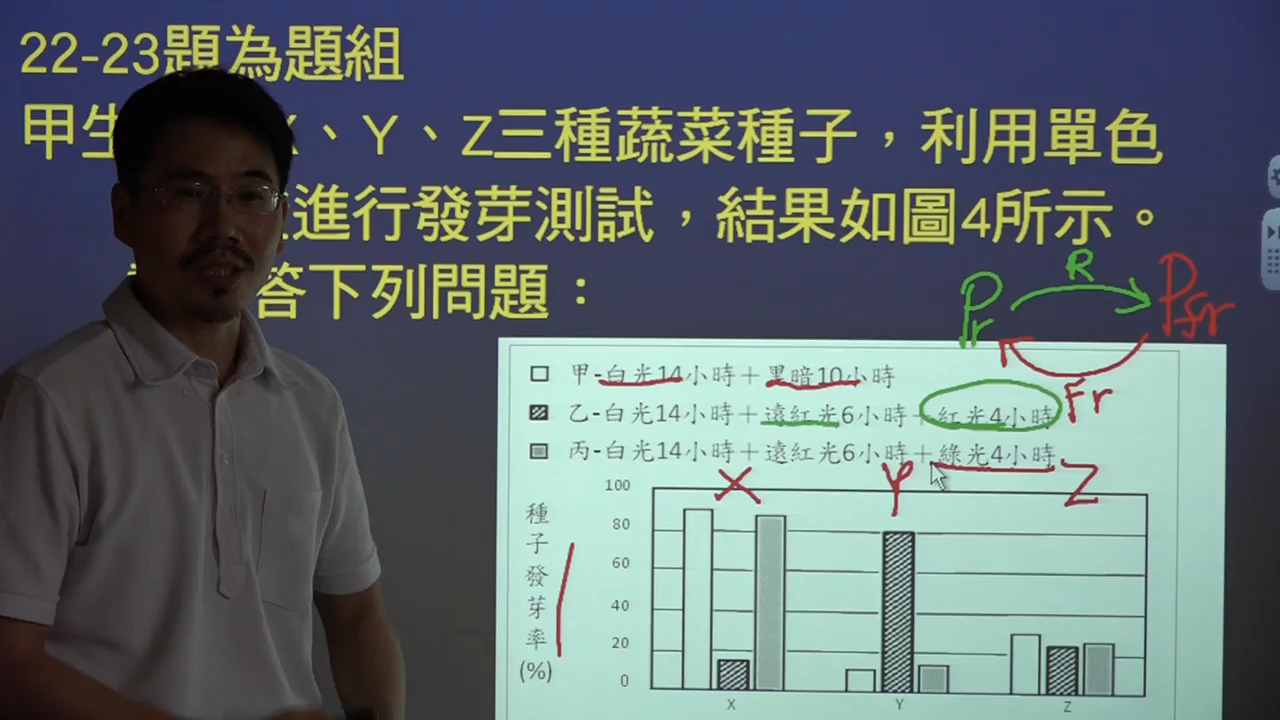 22-23題為題組
甲生 X、Y、Z三種蔬菜種子，利用單色
進行發芽測試，結果如圖4所示。
答下列問題：
Pr R Pfr
Fr
甲-白光14小時＋黑暗10小時
乙-白光14小時＋遠紅光6小時＋紅光4小時
丙-白光14小時＋遠紅光6小時＋綠光4小時
X Y Z
種子發芽率(%)
100
80
60
40
20
0
X Y Z